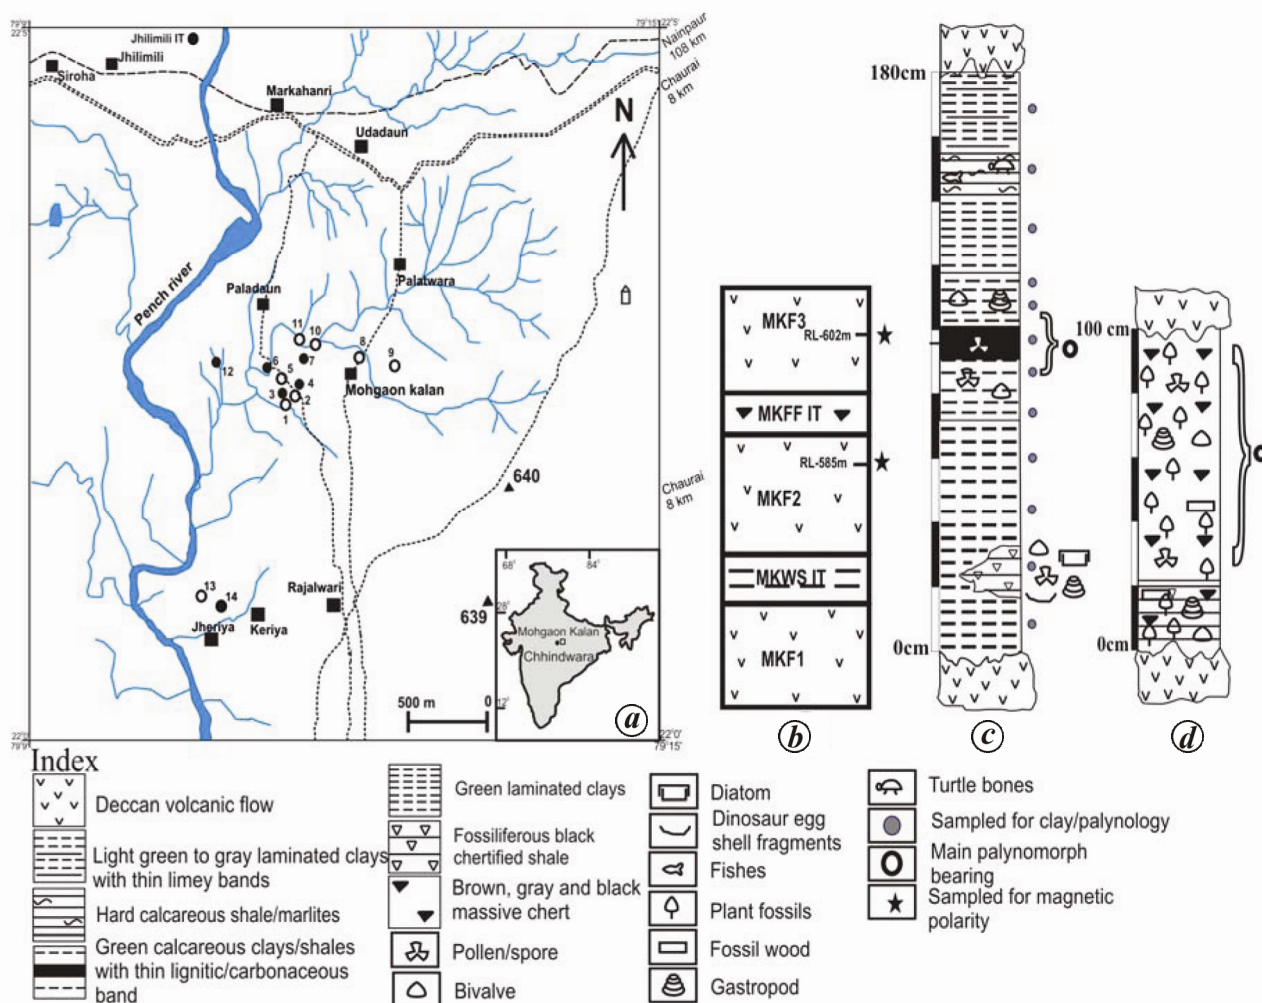 79°9'
22°5'
79°15'
22°5'
Jhilimili IT
Jhilimili
Siroha
Nainpaur
108 km
Chaurai
8 km
Markahanri
Udadaun
N
Pench river
Palatwara
Paladaun
11
10
8
9
7
6
12
5
4
3
2
1
Mohgaon kalan
640
Chaurai
8 km
13
14
Rajalwari
Jheriya
Keriya
639
68°
84°
28°
12°
Mohgaon Kalan
Chhindwara
500 m
0
a
79°9'
22°0'
79°15'
MKF3
RL-602m
MKFF IT
RL-585m
MKF2
MKWS IT
MKF1
b
180cm
0cm
c
100 cm
0cm
d
Index
Deccan volcanic flow
Light green to gray laminated clays
with thin limey bands
Hard calcareous shale/marlites
Green calcareous clays/shales
with thin lignitic/carbonaceous
band
Green laminated clays
Fossiliferous black
chertified shale
Brown, gray and black
massive chert
Pollen/spore
Bivalve
Diatom
Dinosaur egg
shell fragments
Fishes
Plant fossils
Fossil wood
Gastropod
Turtle bones
Sampled for clay/palynology
Main palynomorph
bearing
Sampled for magnetic
polarity